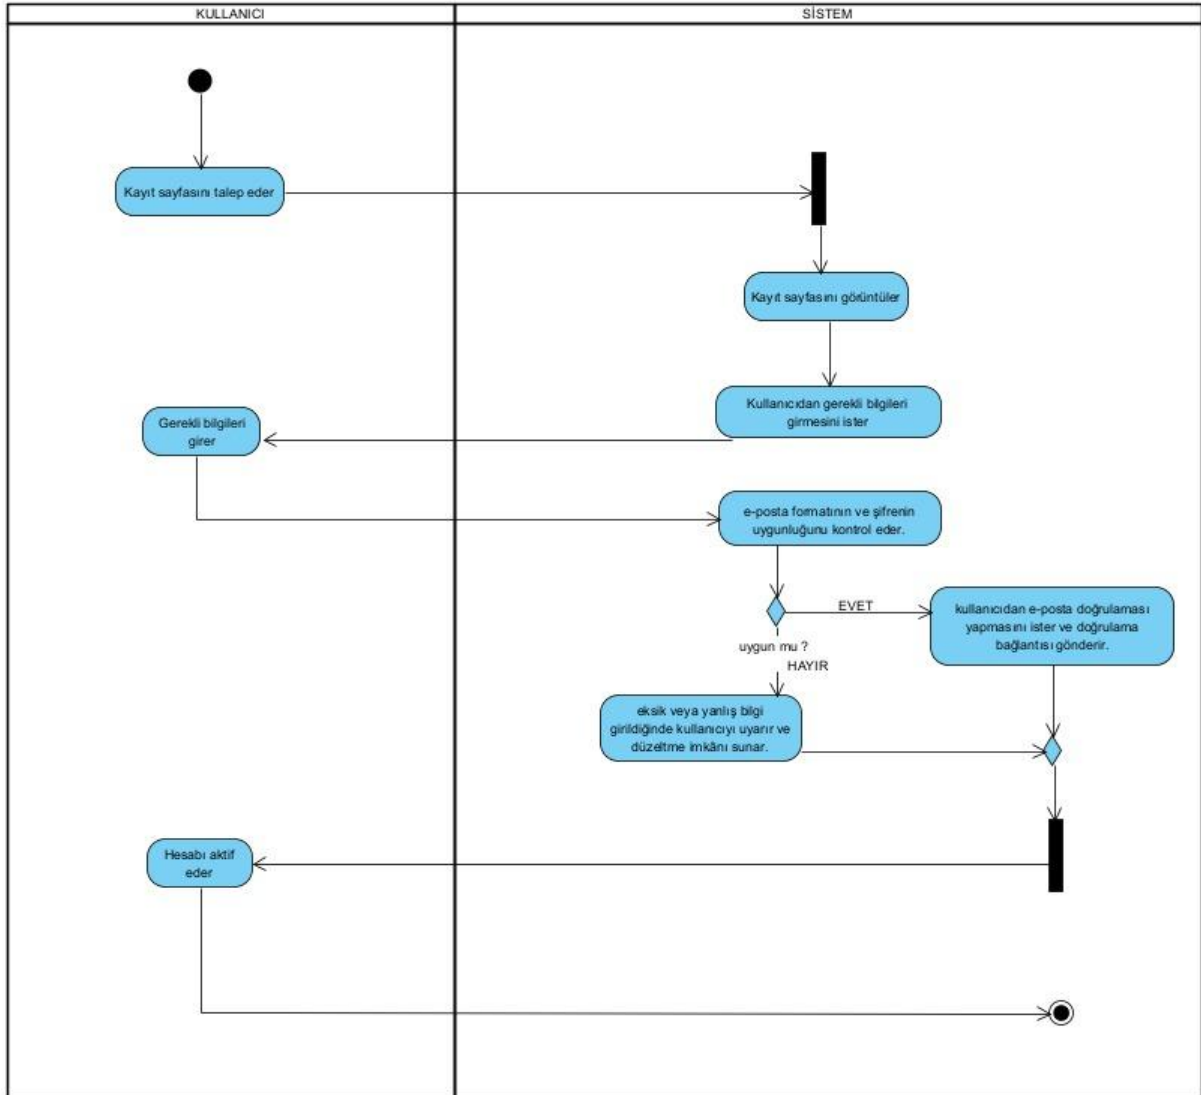 KULLANICI
SİSTEM
Kayıt sayfasını talep eder
Kayıt sayfasını görüntüler
Kullanıcıdan gerekli bilgileri
girmesini ister
Gerekli bilgileri
girer
e-posta formatının ve şifrenin
uygunluğunu kontrol eder.
EVET
kullanıcıdan e-posta doğrulaması
yapmasını ister ve doğrulama
bağlantısı gönderir.
uygun mu ?
HAYIR
eksik veya yanlış bilgi
girildiğinde kullanıcıyı uyarır ve
düzeltme imkânı sunar.
Hesabı aktif
eder